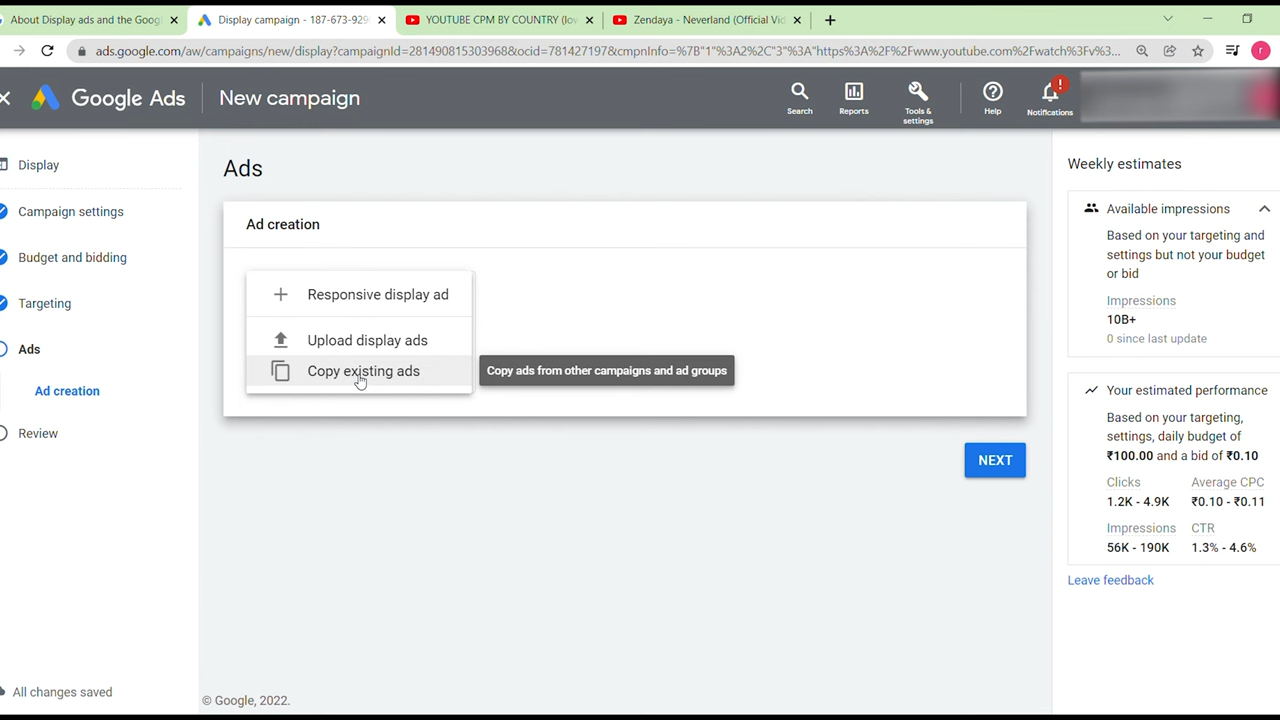 About Display ads and the Googl
Display campaign - 187-673-929
YOUTUBE CPM BY COUNTRY (lov
Zendaya - Neverland (Official Vid
ads.google.com/aw/campaigns/new/display?campaignId=281490815303968&ocid=781427197&cmpnInfo=%7B"1"%3A2%2C"3"%3A"https%3A%2F%2Fwww.youtube.com%2Fwatch%3Fv%3...
r
Google Ads
New campaign
Search
Reports
Tools &
settings
Help
Notifications
Display
Campaign settings
Budget and bidding
Targeting
Ads
Ad creation
Review
All changes saved
Ads
Ad creation
Responsive display ad
Upload display ads
Copy existing ads
Copy ads from other campaigns and ad groups
NEXT
© Google, 2022.
Weekly estimates
Available impressions
Based on your targeting and
settings but not your budget
or bid
Impressions
10B+
0 since last update
Your estimated performance
Based on your targeting,
settings, daily budget of
₹100.00 and a bid of ₹0.10
Clicks Average CPC
1.2K - 4.9K ₹0.10 - ₹0.11
Impressions CTR
56K - 190K 1.3% - 4.6%
Leave feedback